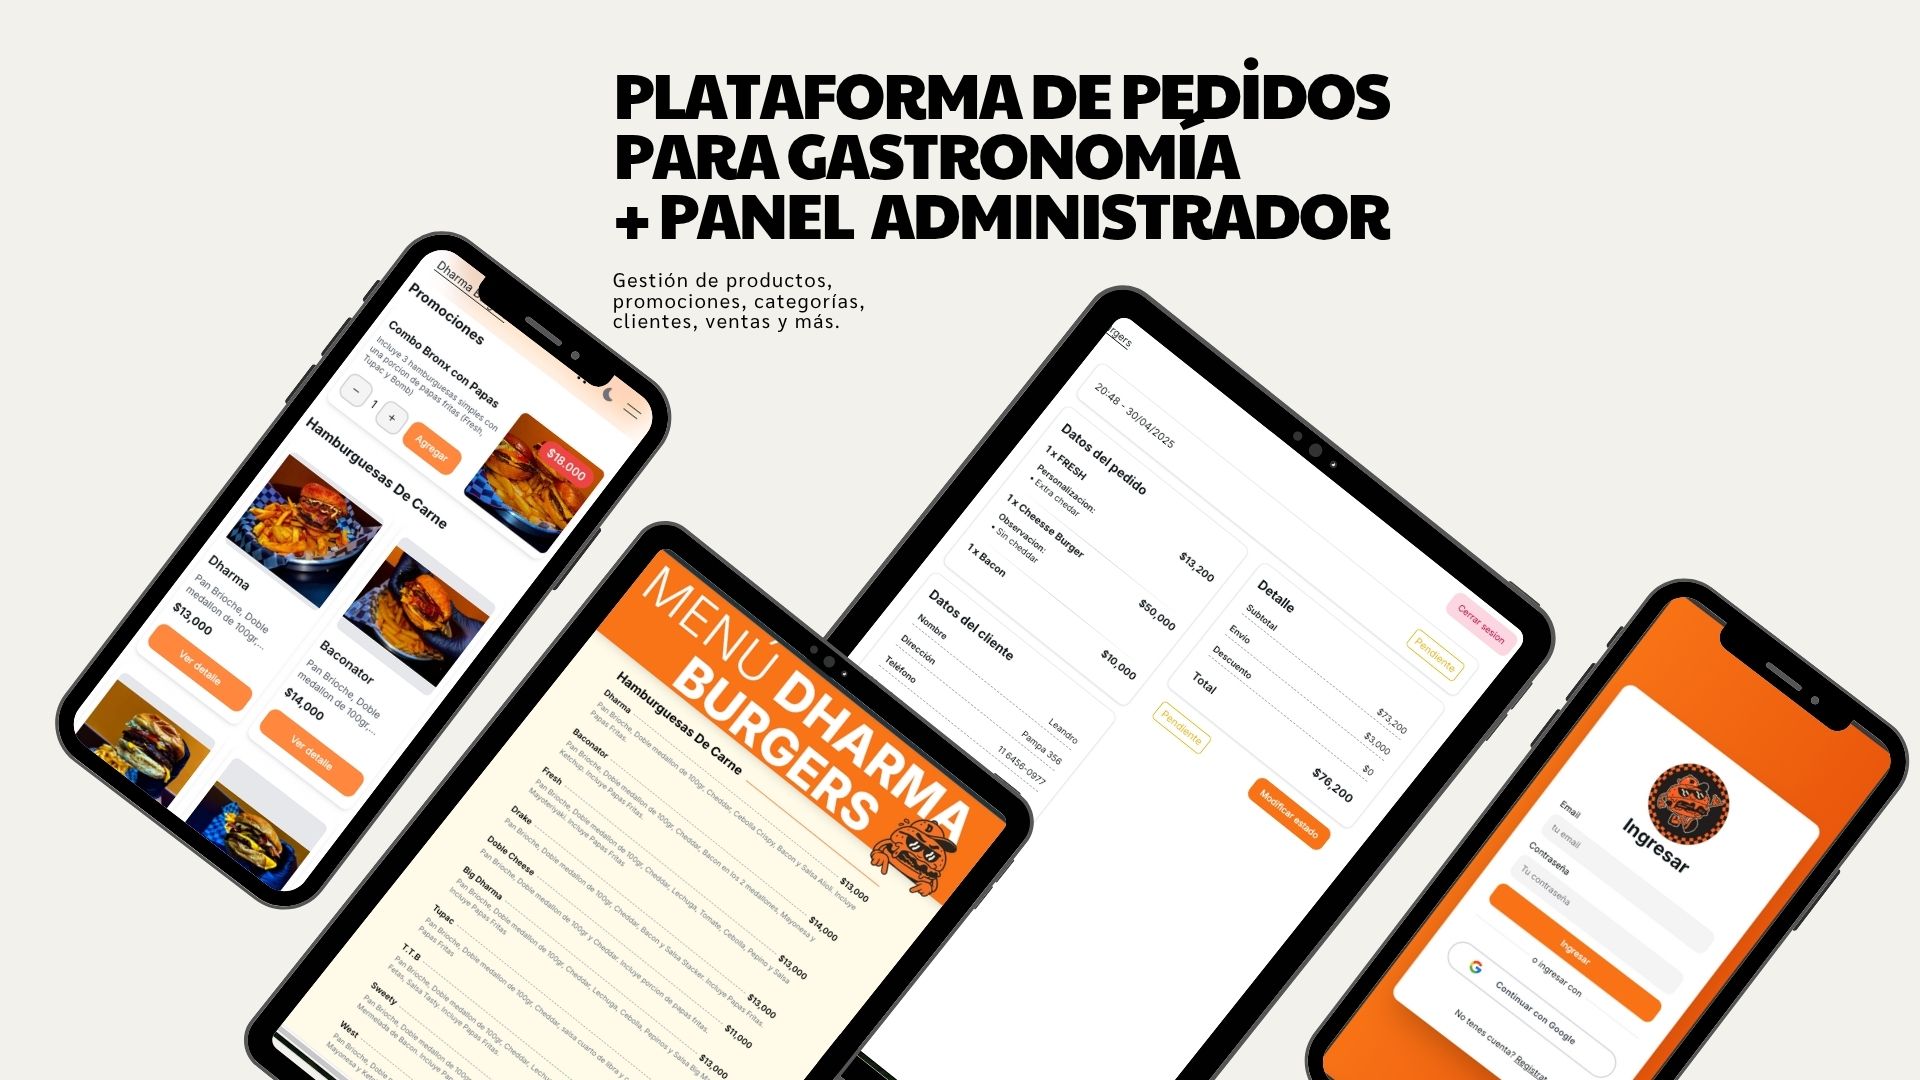 PLATAFORMA DE PEDIDOS
PARA GASTRONOMÍA
+ PANEL ADMINISTRADOR
Gestión de productos,
promociones, categorías,
clientes, ventas y más.
Dharma
Promociones
Combo Bronx con Papas
Incluye 3 hamburguesas simples con
una porcion de papas fritas (Fresh,
Tupac y Bomb)
- 1 +
Agregar
$18.000
Hamburguesas De Carne
Dharma
Pan Brioche, Doble
medallon de 100gr,...
$13,000
Ver detalle
Baconator
Pan Brioche, Doble
medallon de 100gr,...
$14,000
Ver detalle
MENÚ DHARMA
BURGERS
Hamburguesas De Carne
Dharma
$13,000
Pan Brioche, Doble medallon de 100gr, Cheddar, Cebolla Crispy, Bacon y Salsa Alioli. Incluye
Papas Fritas.
Baconator
$14,000
Pan Brioche, Doble medallon de 100gr, Cheddar, Bacon en los 2 medallones, Mayonesa y
Ketchup. Incluye Papas Fritas.
Fresh
$13,000
Pan Brioche, Doble medallon de 100gr, Cheddar, Lechuga, Tomate, Cebolla, Pepino y Salsa
Mayoteriyaki. Incluye Papas Fritas
Drake
$13,000
Pan Brioche, Doble medallon de 100gr, Cheddar, Bacon y Salsa Stacker. Incluye Papas Fritas.
Doble Cheese
$11,000
Pan Brioche, Doble medallon de 100gr y Cheddar. Incluye porcion de papas fritas.
Big Dharma
$13,000
Pan Brioche, Doble medallon de 100gr, Cheddar, Lechuga, Cebolla, Pepinos y Salsa Big
Incluye Papas Fritas
Tupac
Pan Brioche, Doble medallon de 100gr, Cheddar, salsa cuarto de libra y
Papas Fritas
T.T.B
Pan Brioche, Doble medallon de 100gr, Cheddar,
Fetas, Salsa Tasty. Incluye Papas Fritas.
Sweety
Pan Brioche, Doble medallon de 100gr,
Mermelada de Bacon. Incluye
West
Pan Brioche, Doble
Mayonesa y
rgers
20:48 - 30/04/2025
Cerrar sesion
Pendiente
Datos del pedido
1 x FRESH
$13,200
Personalizacion:
• Extra chedar
1 x Cheesse Burger
$50,000
Observacion:
• Sin cheddar
1 x Bacon
$10,000
Datos del cliente
Nombre
Leandro
Dirección
Pampa 356
Teléfono
11 6456-0977
Detalle
Subtotal
$73,200
Envio
$3,000
Descuento
$0
Total
$76,200
Pendiente
Modificar estado
Ingresar
Email
tu email
Contraseña
Tu contraseña
Ingresar
o ingresar con
Continuar con Google
No tenes cuenta? Registrat